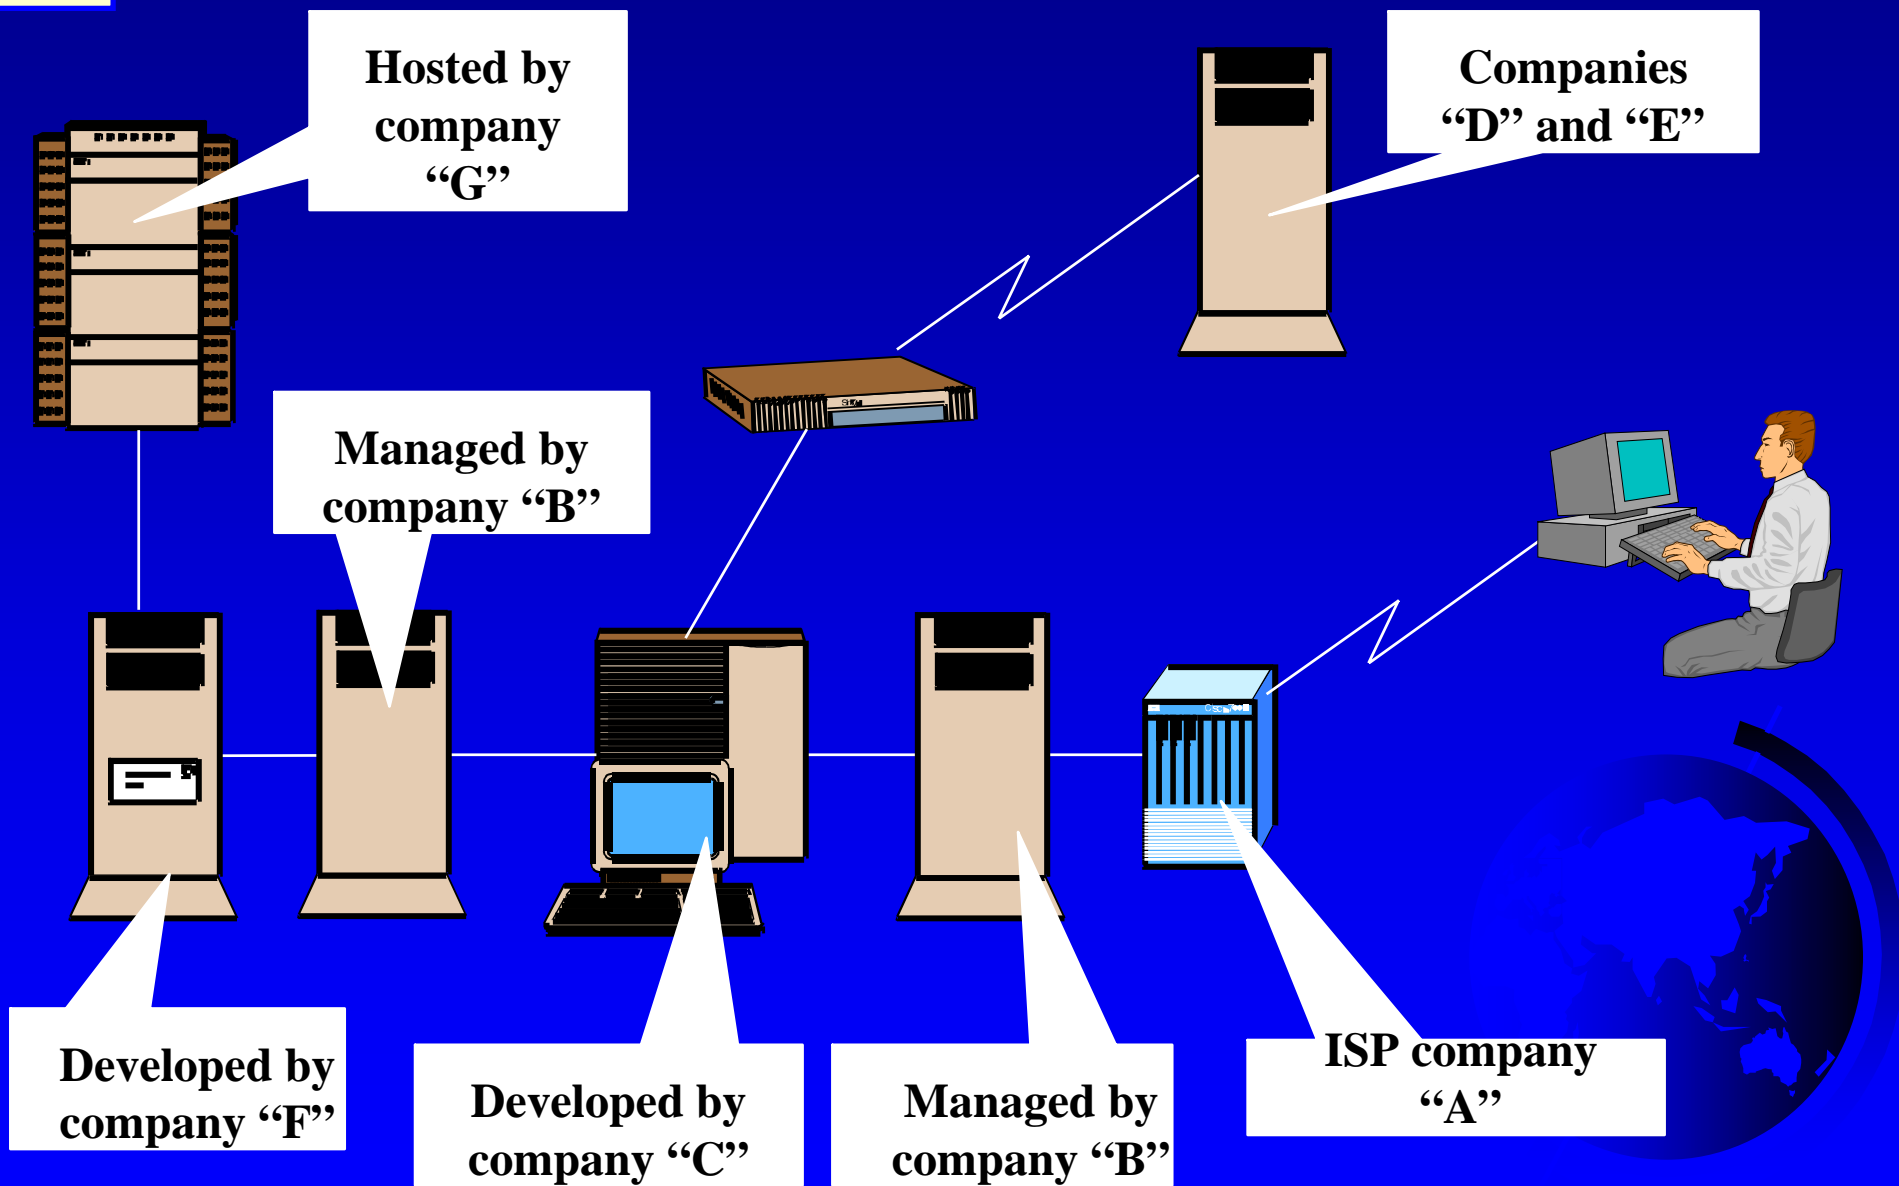 Hosted by
company
“G”
Companies
“D” and “E”
Managed by
company “B”
Developed by
company “F”
Developed by
company “C”
Managed by
company “B”
ISP company
“A”